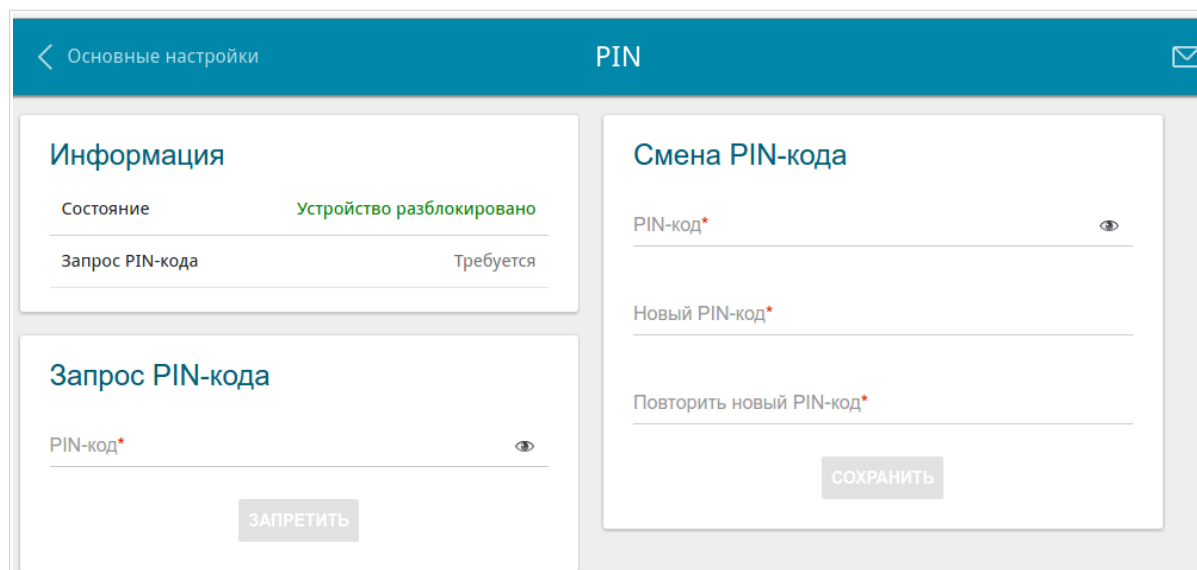 Основные настройки
PIN
Информация
Состояние Устройство разблокировано
Запрос PIN-кода Требуется
Запрос PIN-кода
PIN-код*
ЗАПРЕТИТЬ
Смена PIN-кода
PIN-код*
Новый PIN-код*
Повторить новый PIN-код*
СОХРАНИТЬ